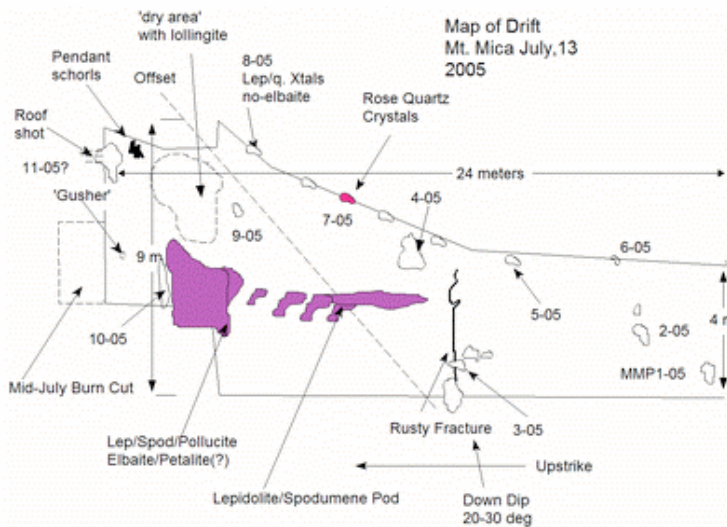 Map of Drift
Mt. Mica July,13
2005
'dry area'
with lollingite
Pendant
schorls
Offset
8-05
Lep/q. Xtals
no-elbaite
Rose Quartz
Crystals
Roof
shot
11-05?
24 meters
'Gusher'
7-05
4-05
9-05
9 m
6-05
5-05
10-05
2-05
4 m
MMP1-05
Mid-July Burn Cut
Rusty Fracture
3-05
Lep/Spod/Pollucite
Elbaite/Petalite(?)
Upstrike
Lepidolite/Spodumene Pod
Down Dip
20-30 deg